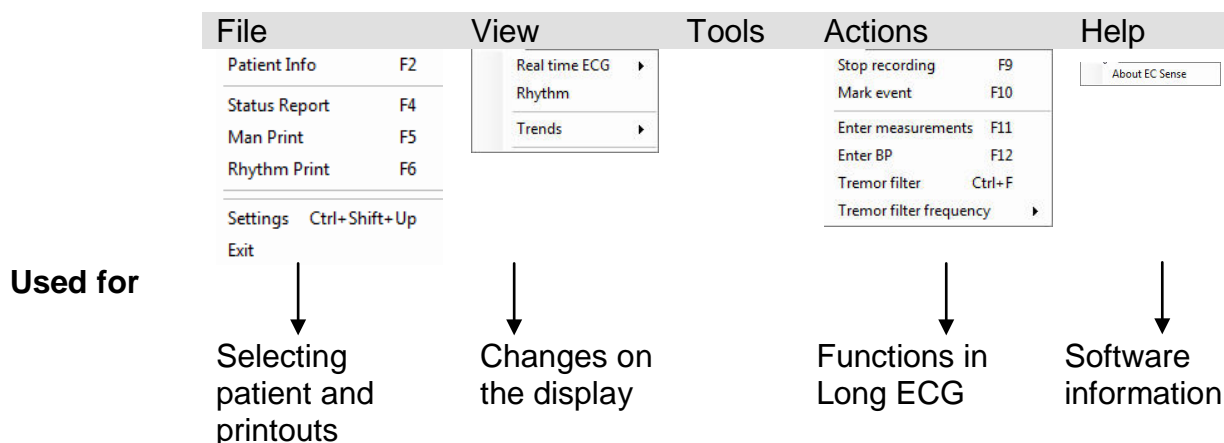 File View Tools Actions Help
Patient Info F2
Status Report F4
Man Print F5
Rhythm Print F6
Settings Ctrl+Shift+Up
Exit
Real time ECG
Rhythm
Trends
Stop recording F9
Mark event F10
Enter measurements F11
Enter BP F12
Tremor filter Ctrl+F
Tremor filter frequency
About EC Sense
Used for
Selecting
patient and
printouts
Changes on
the display
Functions in
Long ECG
Software
information